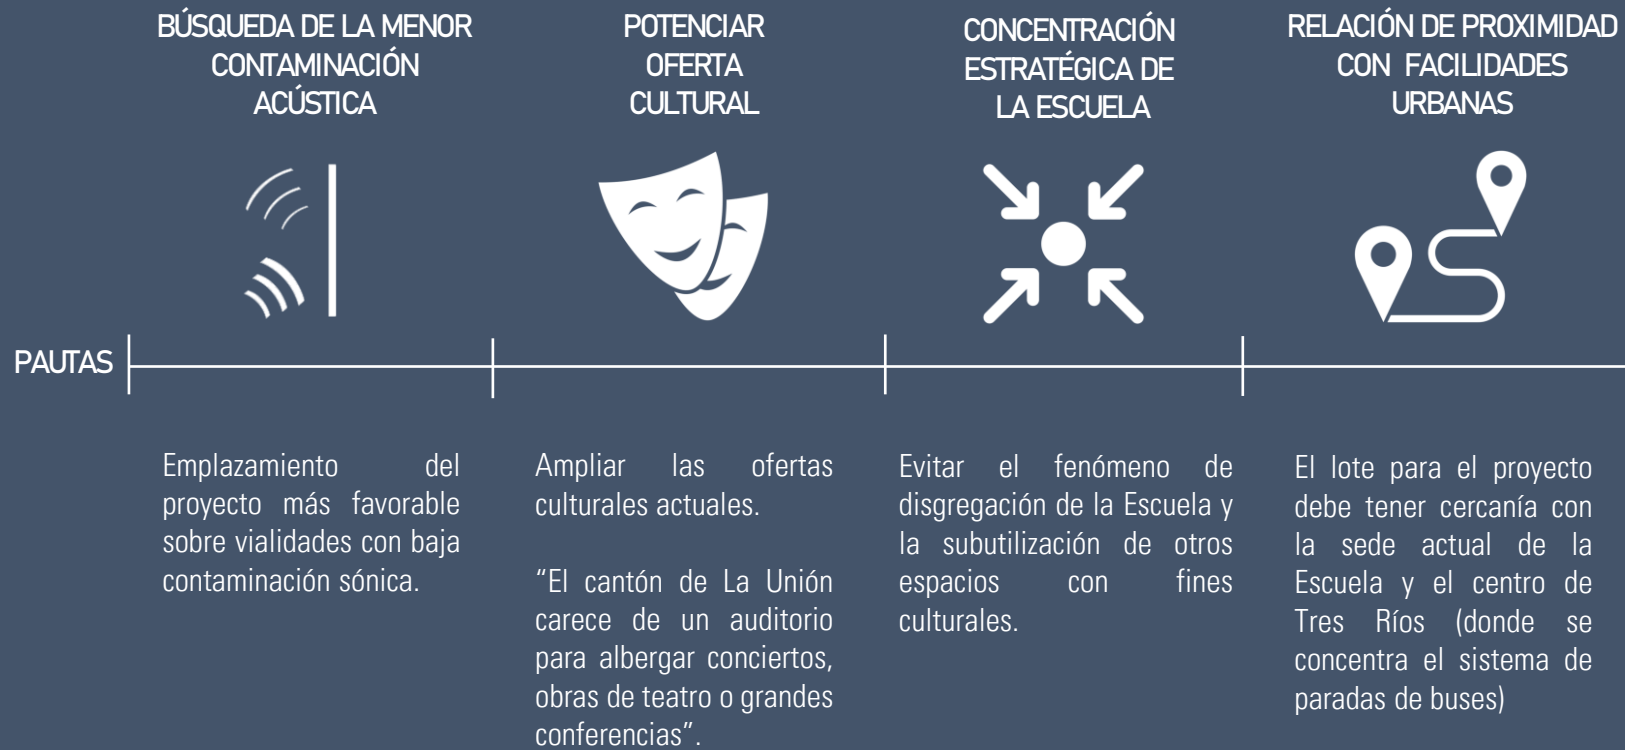 BÚSQUEDA DE LA MENOR
CONTAMINACIÓN
ACÚSTICA
POTENCIAR
OFERTA
CULTURAL
CONCENTRACIÓN
ESTRATÉGICA DE
LA ESCUELA
RELACIÓN DE PROXIMIDAD
CON FACILIDADES
URBANAS
PAUTAS
Emplazamiento del
proyecto más favorable
sobre vialidades con baja
contaminación sónica.
Ampliar las ofertas
culturales actuales.
“El cantón de La Unión
carece de un auditorio
para albergar conciertos,
obras de teatro o grandes
conferencias”.
Evitar el fenómeno de
disgregación de la Escuela y
la subutilización de otros
espacios con fines
culturales.
El lote para el proyecto
debe tener cercanía con
la sede actual de la
Escuela y el centro de
Tres Ríos (donde se
concentra el sistema de
paradas de buses)